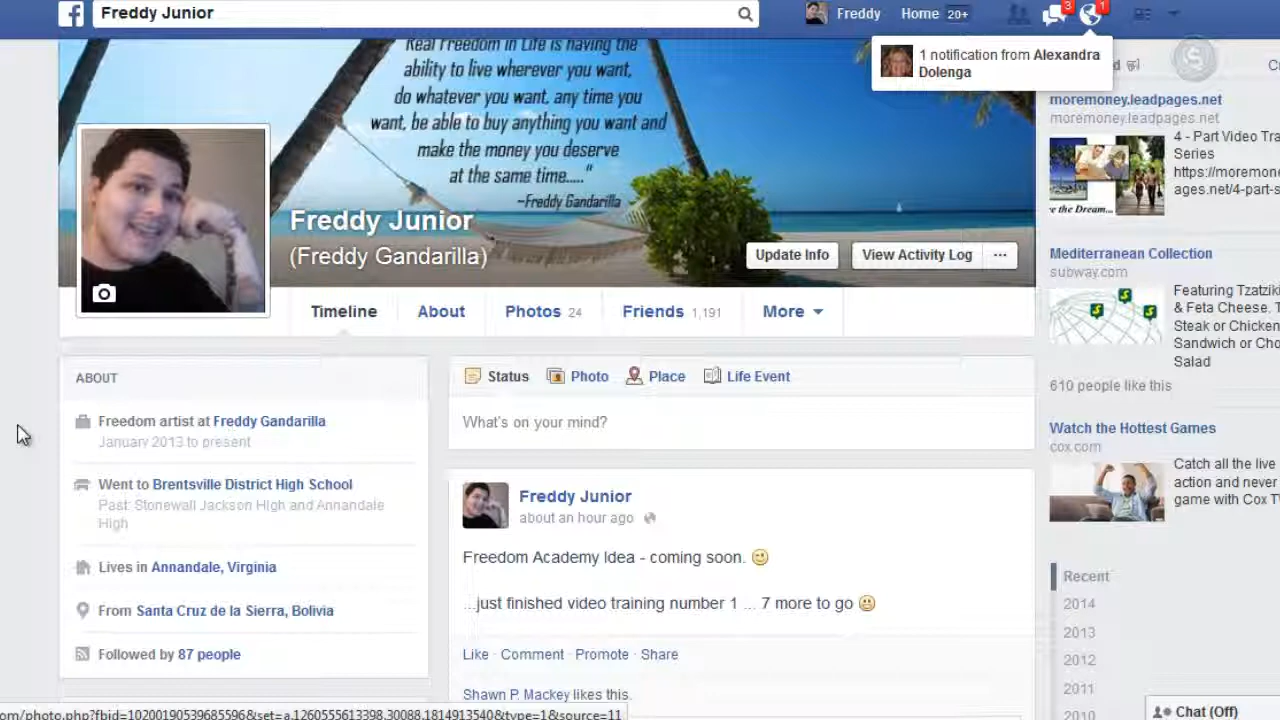 Freddy Junior
Freddy
Home 20+
3
1
1 notification from Alexandra
Dolenga
Real Freedom in Life is having the
ability to live wherever you want,
do whatever you want, any time you
want, be able to buy anything you want and
make the money you deserve
at the same time....."
~Freddy Gandarilla
Freddy Junior
(Freddy Gandarilla)
Update Info
View Activity Log
...
Timeline
About
Photos 24
Friends 1,191
More
ABOUT
Freedom artist at Freddy Gandarilla
January 2013 to present
Went to Brentsville District High School
Past: Stonewall Jackson High and Annandale
High
Lives in Annandale, Virginia
From Santa Cruz de la Sierra, Bolivia
Followed by 87 people
Status
Photo
Place
Life Event
What's on your mind?
Freddy Junior
about an hour ago
Freedom Academy Idea - coming soon.
...just finished video training number 1 ... 7 more to go
Like · Comment · Promote · Share
Shawn P. Mackey likes this.
moremoney.leadpages.net
moremoney.leadpages.net
4 - Part Video Tra
Series
https://moremone
ages.net/4-part-s
e the Dream...
Mediterranean Collection
subway.com
Featuring Tzatziki
& Feta Cheese. T
Steak or Chicken
Sandwich or Cho
Salad
610 people like this
Watch the Hottest Games
cox.com
Catch all the live
action and never
game with Cox T
Recent
2014
2013
2012
2011
2010
Chat (Off)
om/photo.php?fbid=10200190539685596&set=a.1260555613398.30088.1814913540&type=1&source=11